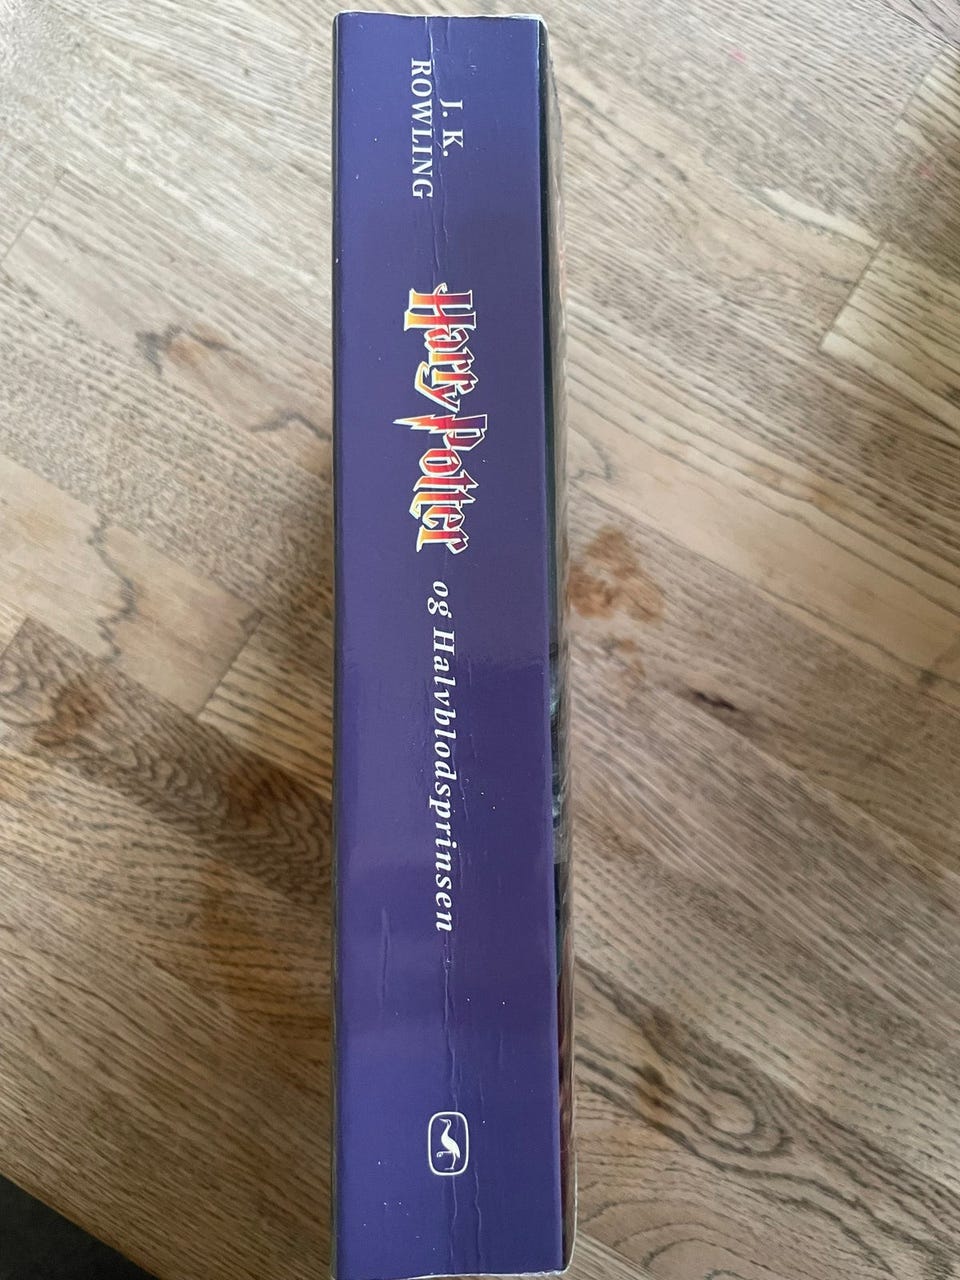 J. K.
ROWLING
Harry Potter
og Halvblodsprinsen